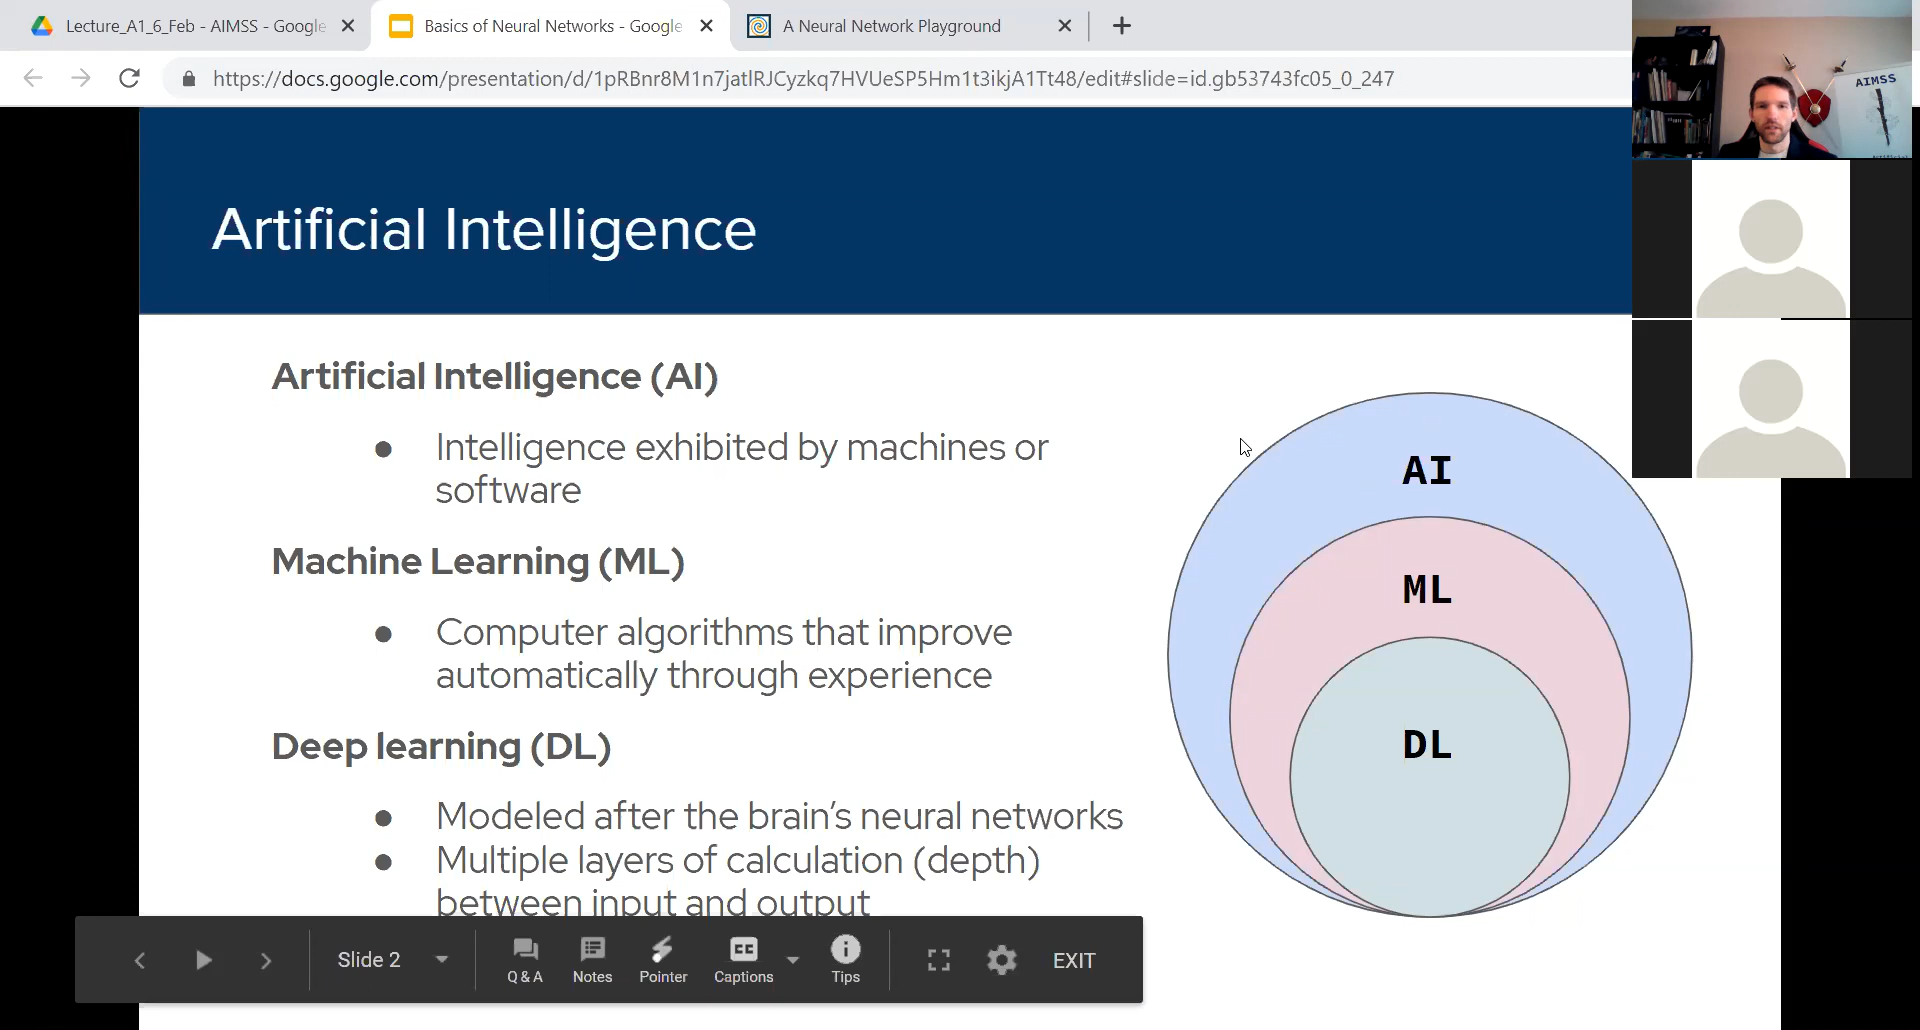 Lecture_A1_6_Feb - AIMSS - Google
Basics of Neural Networks - Google
A Neural Network Playground
https://docs.google.com/presentation/d/1pRBnr8M1n7jatlRJCyzkq7HVUeSP5Hm1t3ikjA1Tt48/edit#slide=id.gb53743fc05_0_247
AIMSS
Artificial Intelligence
Artificial Intelligence (AI)
● Intelligence exhibited by machines or
software
Machine Learning (ML)
● Computer algorithms that improve
automatically through experience
Deep learning (DL)
● Modeled after the brain's neural networks
● Multiple layers of calculation (depth)
between input and output
AI
ML
DL
Slide 2
Q & A
Notes
Pointer
CC
Captions
Tips
EXIT